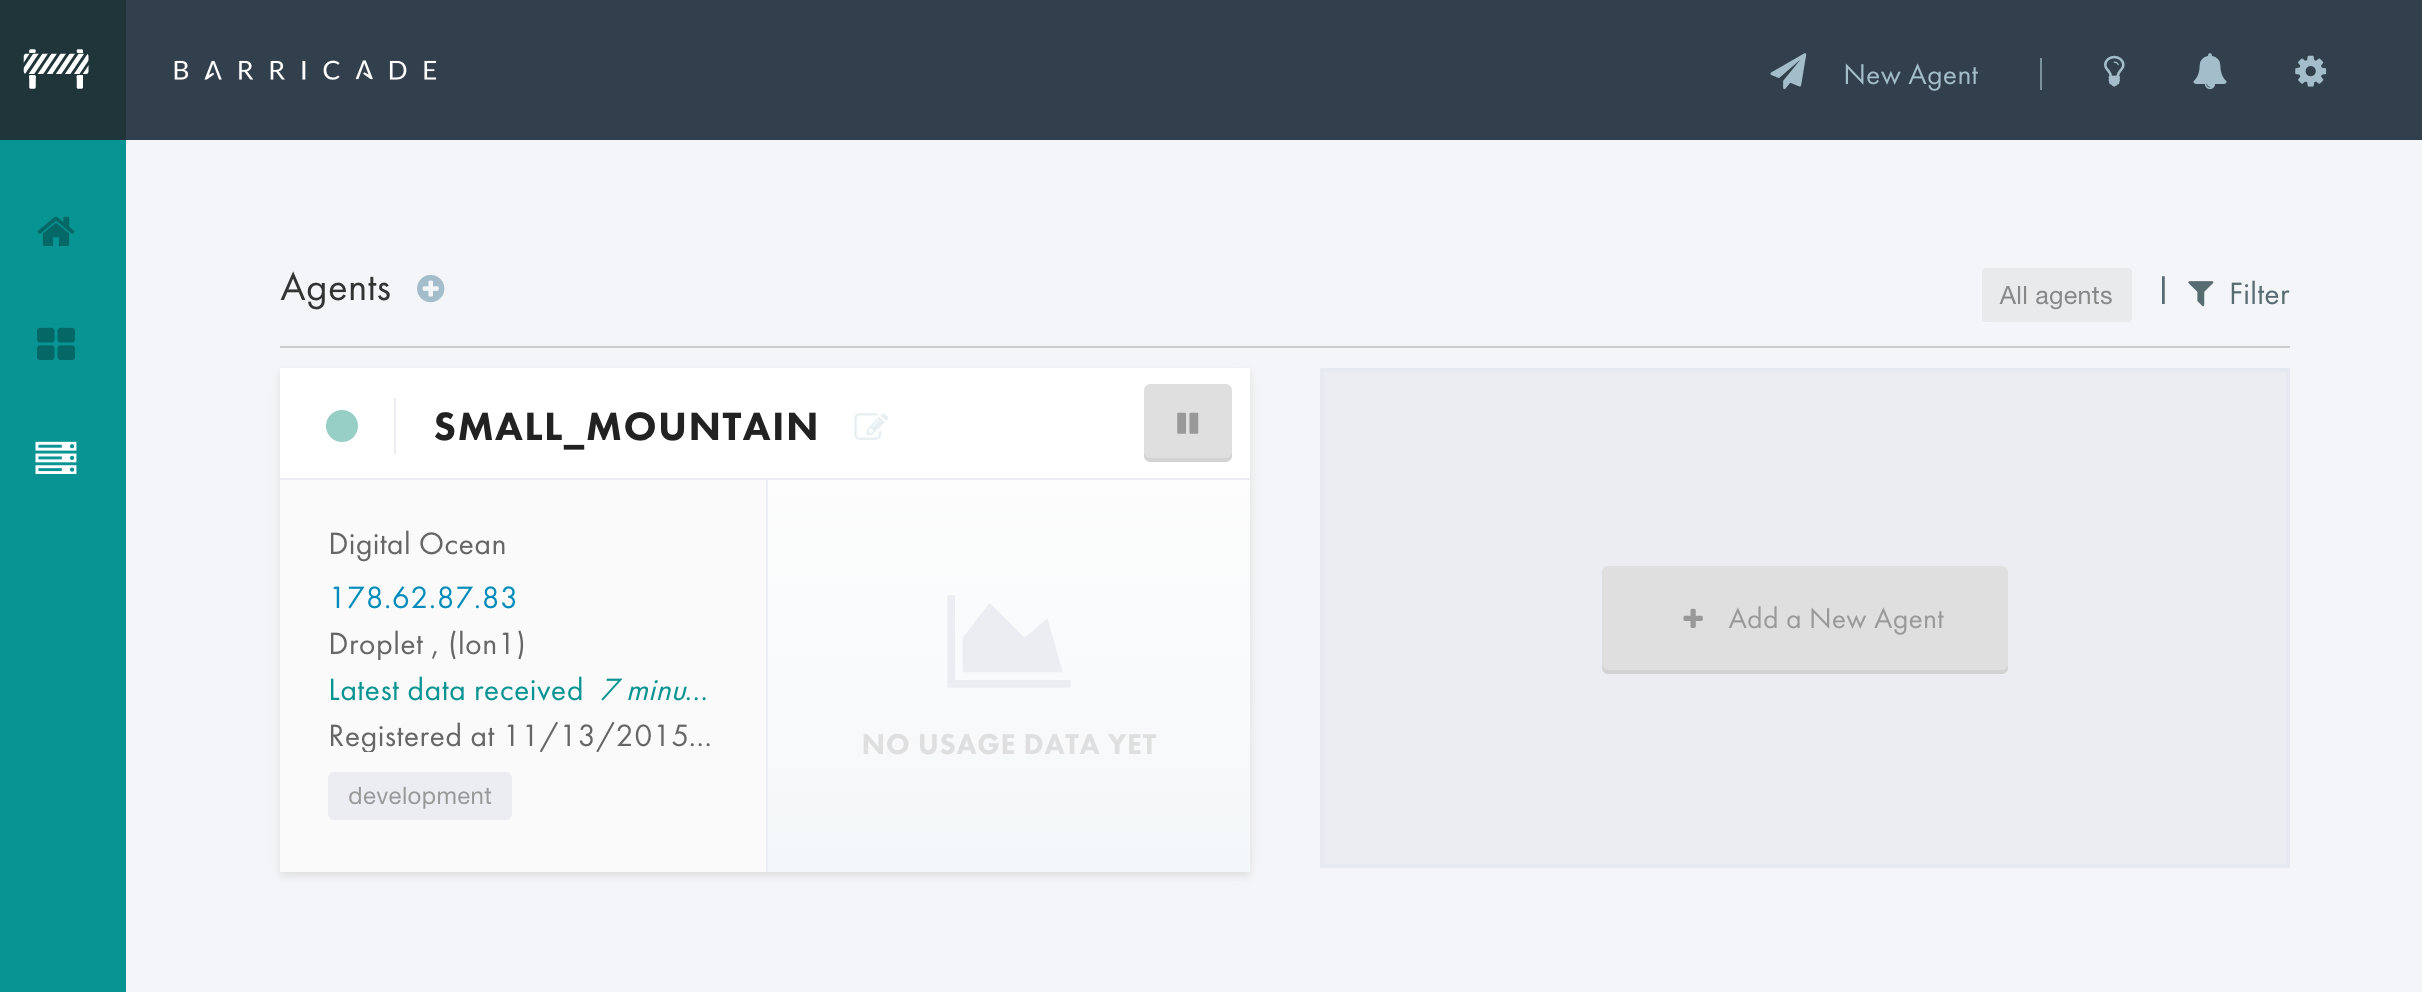 BARRICADE
New Agent
Agents
All agents
Filter
SMALL_MOUNTAIN
Digital Ocean
178.62.87.83
Droplet , (lon1)
Latest data received 7 minu...
Registered at 11/13/2015...
development
NO USAGE DATA YET
Add a New Agent